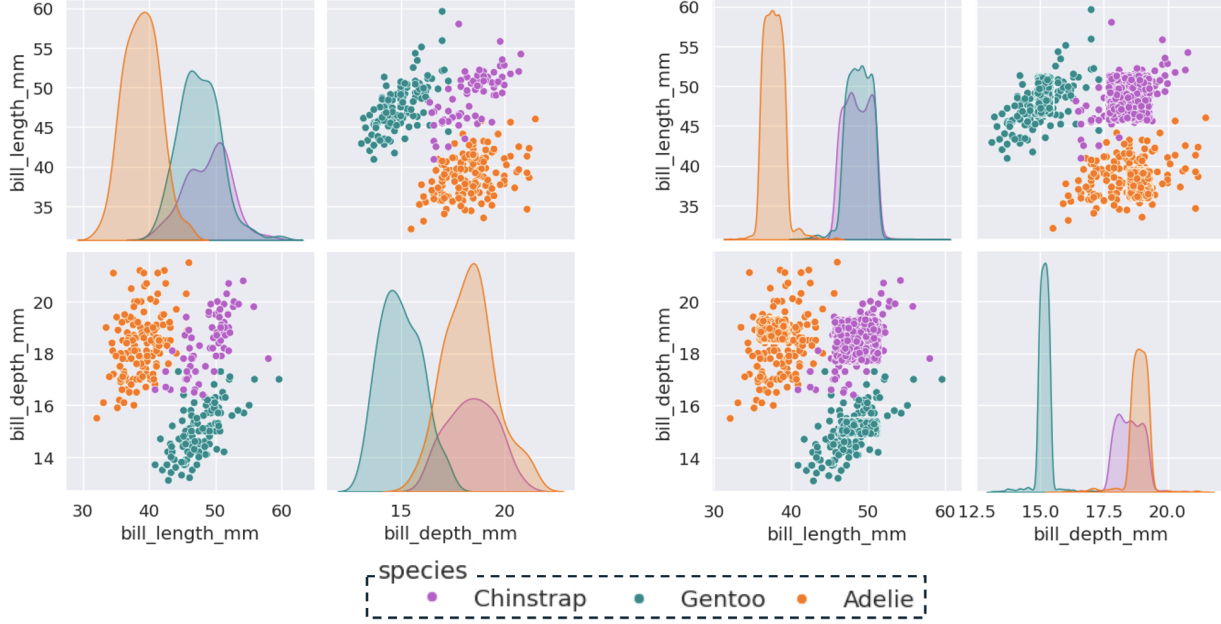 60
55
50
45
40
35
bill_length_mm
60
55
50
45
40
35
bill_length_mm
20
18
16
14
bill_depth_mm
20
18
16
14
bill_depth_mm
30 40 50 60
bill_length_mm
15 20
bill_depth_mm
30 40 50 60
bill_length_mm
12.5 15.0 17.5 20.0
bill_depth_mm
species
Chinstrap Gentoo Adelie